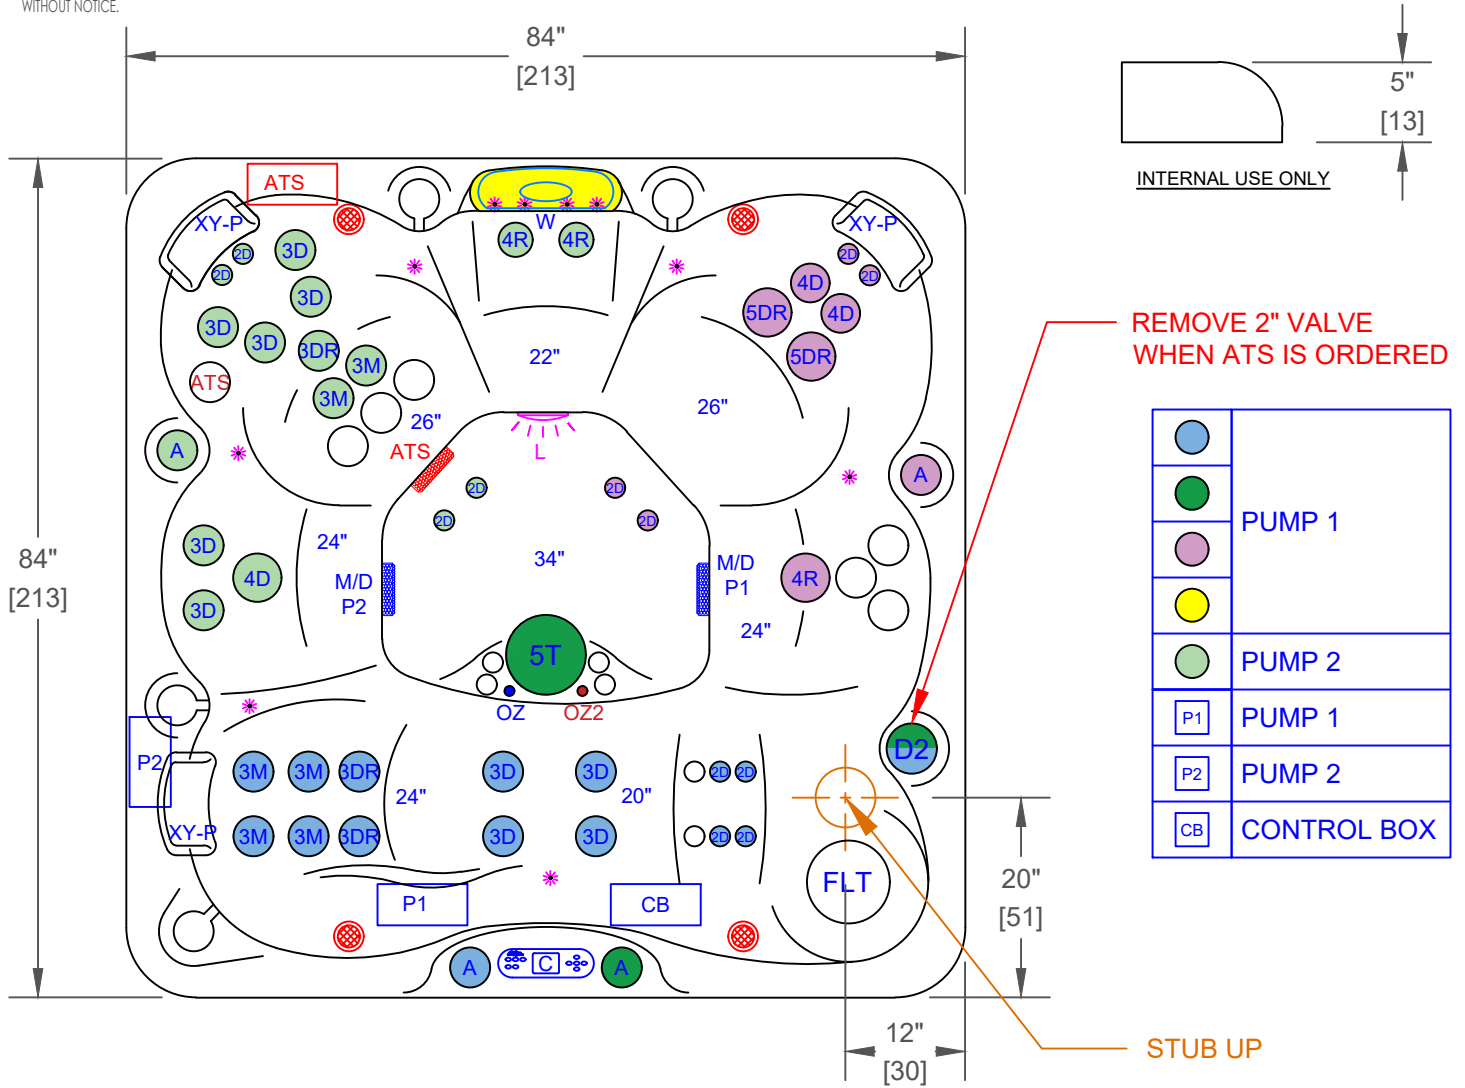 WITHOUT NOTICE.
84"
[213]
5"
[13]
INTERNAL USE ONLY
ATS
XY-P
W
XY-P
2D
2D
3D
4R
4R
2D
2D
3D
4D
5DR
4D
3D
3D
3DR
3M
5DR
22"
ATS
3M
26"
26"
REMOVE 2" VALVE
WHEN ATS IS ORDERED
A
ATS
L
A
2D
2D
2D
2D
84"
[213]
3D
24"
34"
4D
M/D
P2
M/D
P1
4R
3D
24"
5T
OZ
OZ2
PUMP 1
PUMP 2
P1
PUMP 1
P2
PUMP 2
CB
CONTROL BOX
D2
P2
3M
3M
3DR
3D
3D
2D
2D
24"
20"
XY-P
3M
3M
3DR
3D
3D
2D
2D
FLT
20"
[51]
P1
CB
A
C
A
12"
[30]
STUB UP